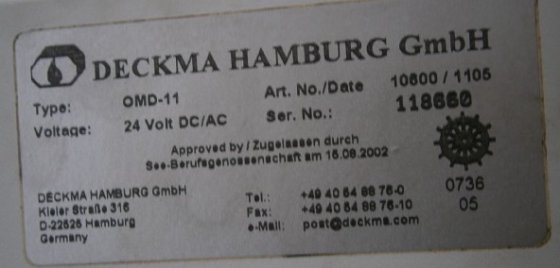 DECKMA HAMBURG GmbH
Type: OMD-11 Art. No./Date 10600 / 1105
Voltage: 24 Volt DC/AC Ser. No.: 118660
Approved by / Zugelassen durch
See-Berufsgenossenschaft am 15.08.2002
DECKMA HAMBURG GmbH
Kieler Straße 316
D-22525 Hamburg
Germany
Tel.: +49 40 54 88 76-0
Fax: +49 40 54 88 76-10
e-Mail: post@deckma.com
0736
05